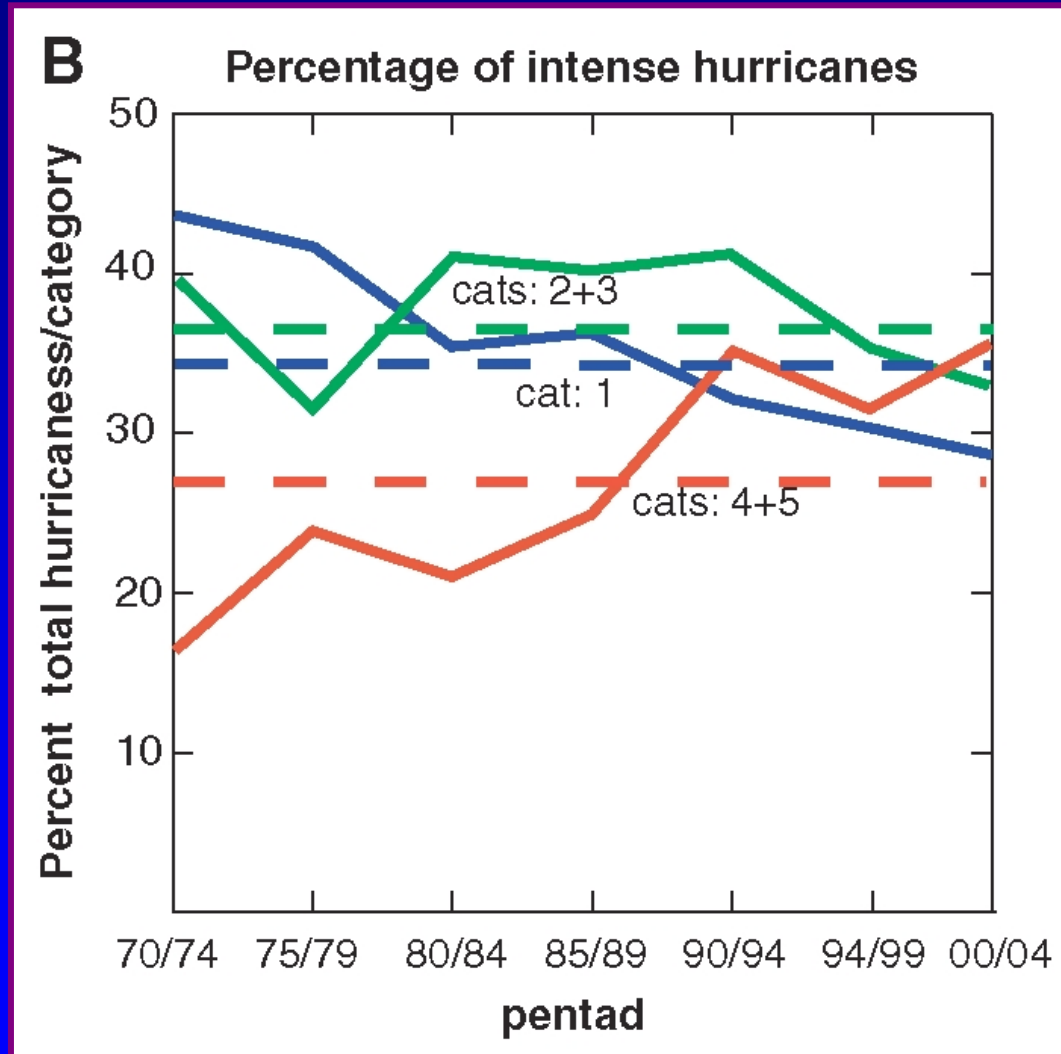 B
Percentage of intense hurricanes
Percent total hurricaness/category
50
40
30
20
10
cats: 2+3
cat: 1
cats: 4+5
70/74 75/79 80/84 85/89 90/94 94/99 00/04
pentad